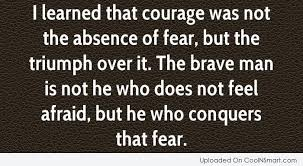 I learned that courage was not
the absence of fear, but the
triumph over it. The brave man
is not he who does not feel
afraid, but he who conquers
that fear.
Uploaded On CoolNSmart.com